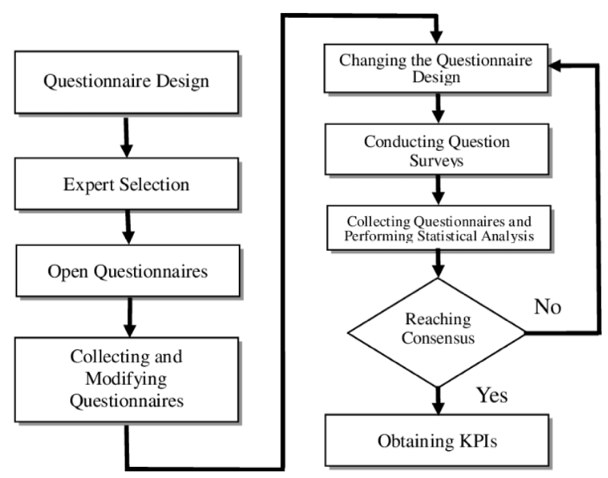 Questionnaire Design
Expert Selection
Open Questionnaires
Collecting and
Modifying
Questionnaires
Changing the Questionnaire
Design
Conducting Question
Surveys
Collecting Questionnaires and
Performing Statistical Analysis
Reaching
Consensus
No
Yes
Obtaining KPIs